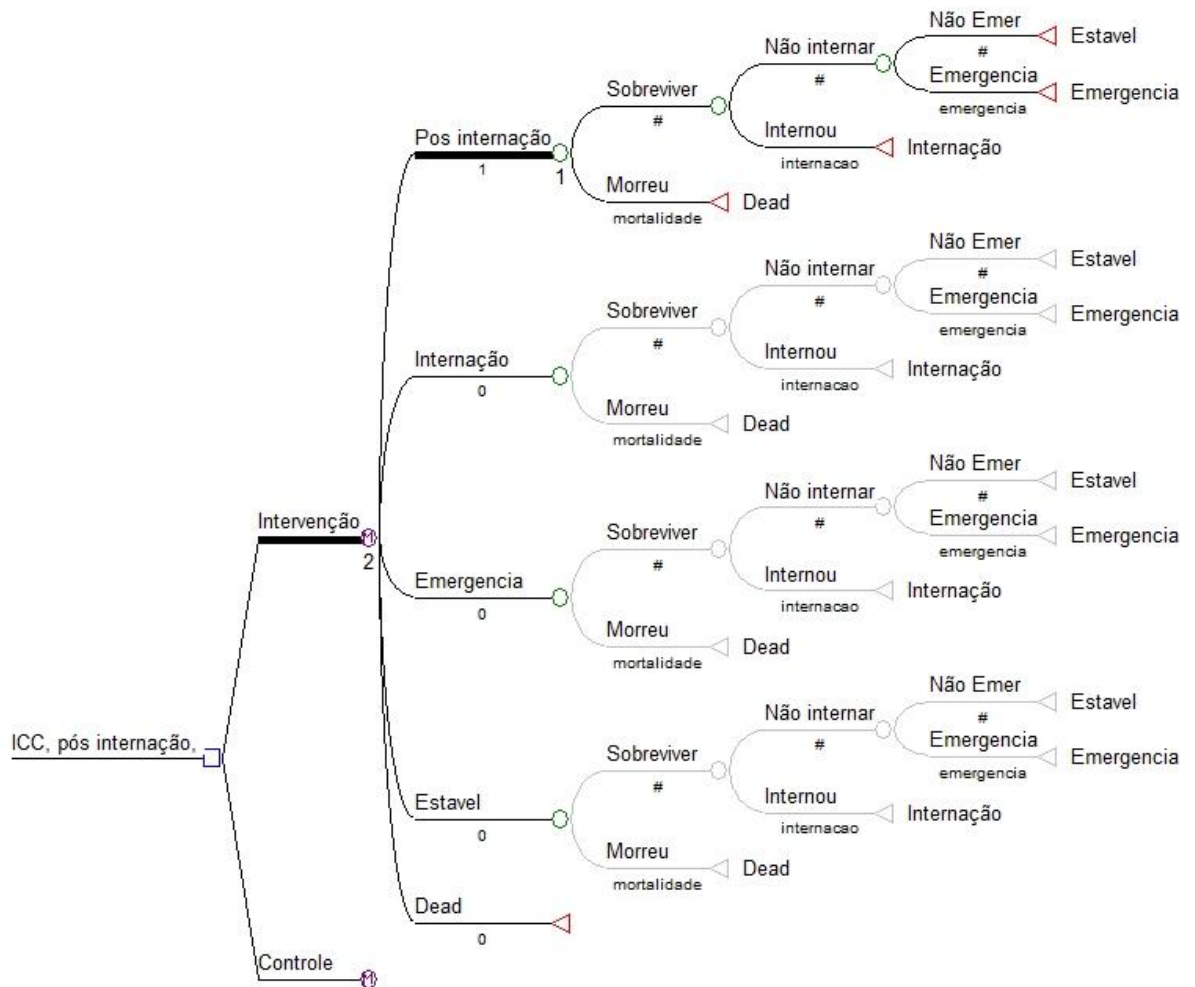 Não Emer
#
Estavel
Não internar
#
Emergencia
emergencia
Emergencia
Sobreviver
#
Internou
internacao
Internação
Pos internação
1
1
Morreu
mortalidade
Dead
Não Emer
#
Estavel
Não internar
#
Emergencia
emergencia
Emergencia
Sobreviver
#
Internou
internacao
Internação
Internação
0
Morreu
mortalidade
Dead
Não Emer
#
Estavel
Não internar
#
Emergencia
emergencia
Emergencia
Intervenção
M
2
Sobreviver
#
Internou
internacao
Internação
Emergencia
0
Morreu
mortalidade
Dead
Não Emer
#
Estavel
Não internar
#
Emergencia
emergencia
Emergencia
ICC, pós internação,
Sobreviver
#
Internou
internacao
Internação
Estavel
0
Morreu
mortalidade
Dead
Dead
0
Controle
M